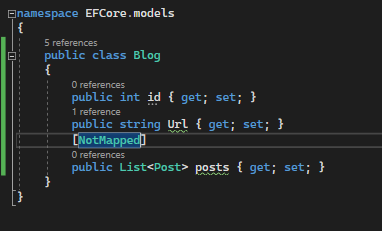 namespace EFCore.models
{
5 references
public class Blog
{
0 references
public int id { get; set; }
1 reference
public string Url { get; set; }
[NotMapped]
0 references
public List<Post> posts { get; set; }
}
}